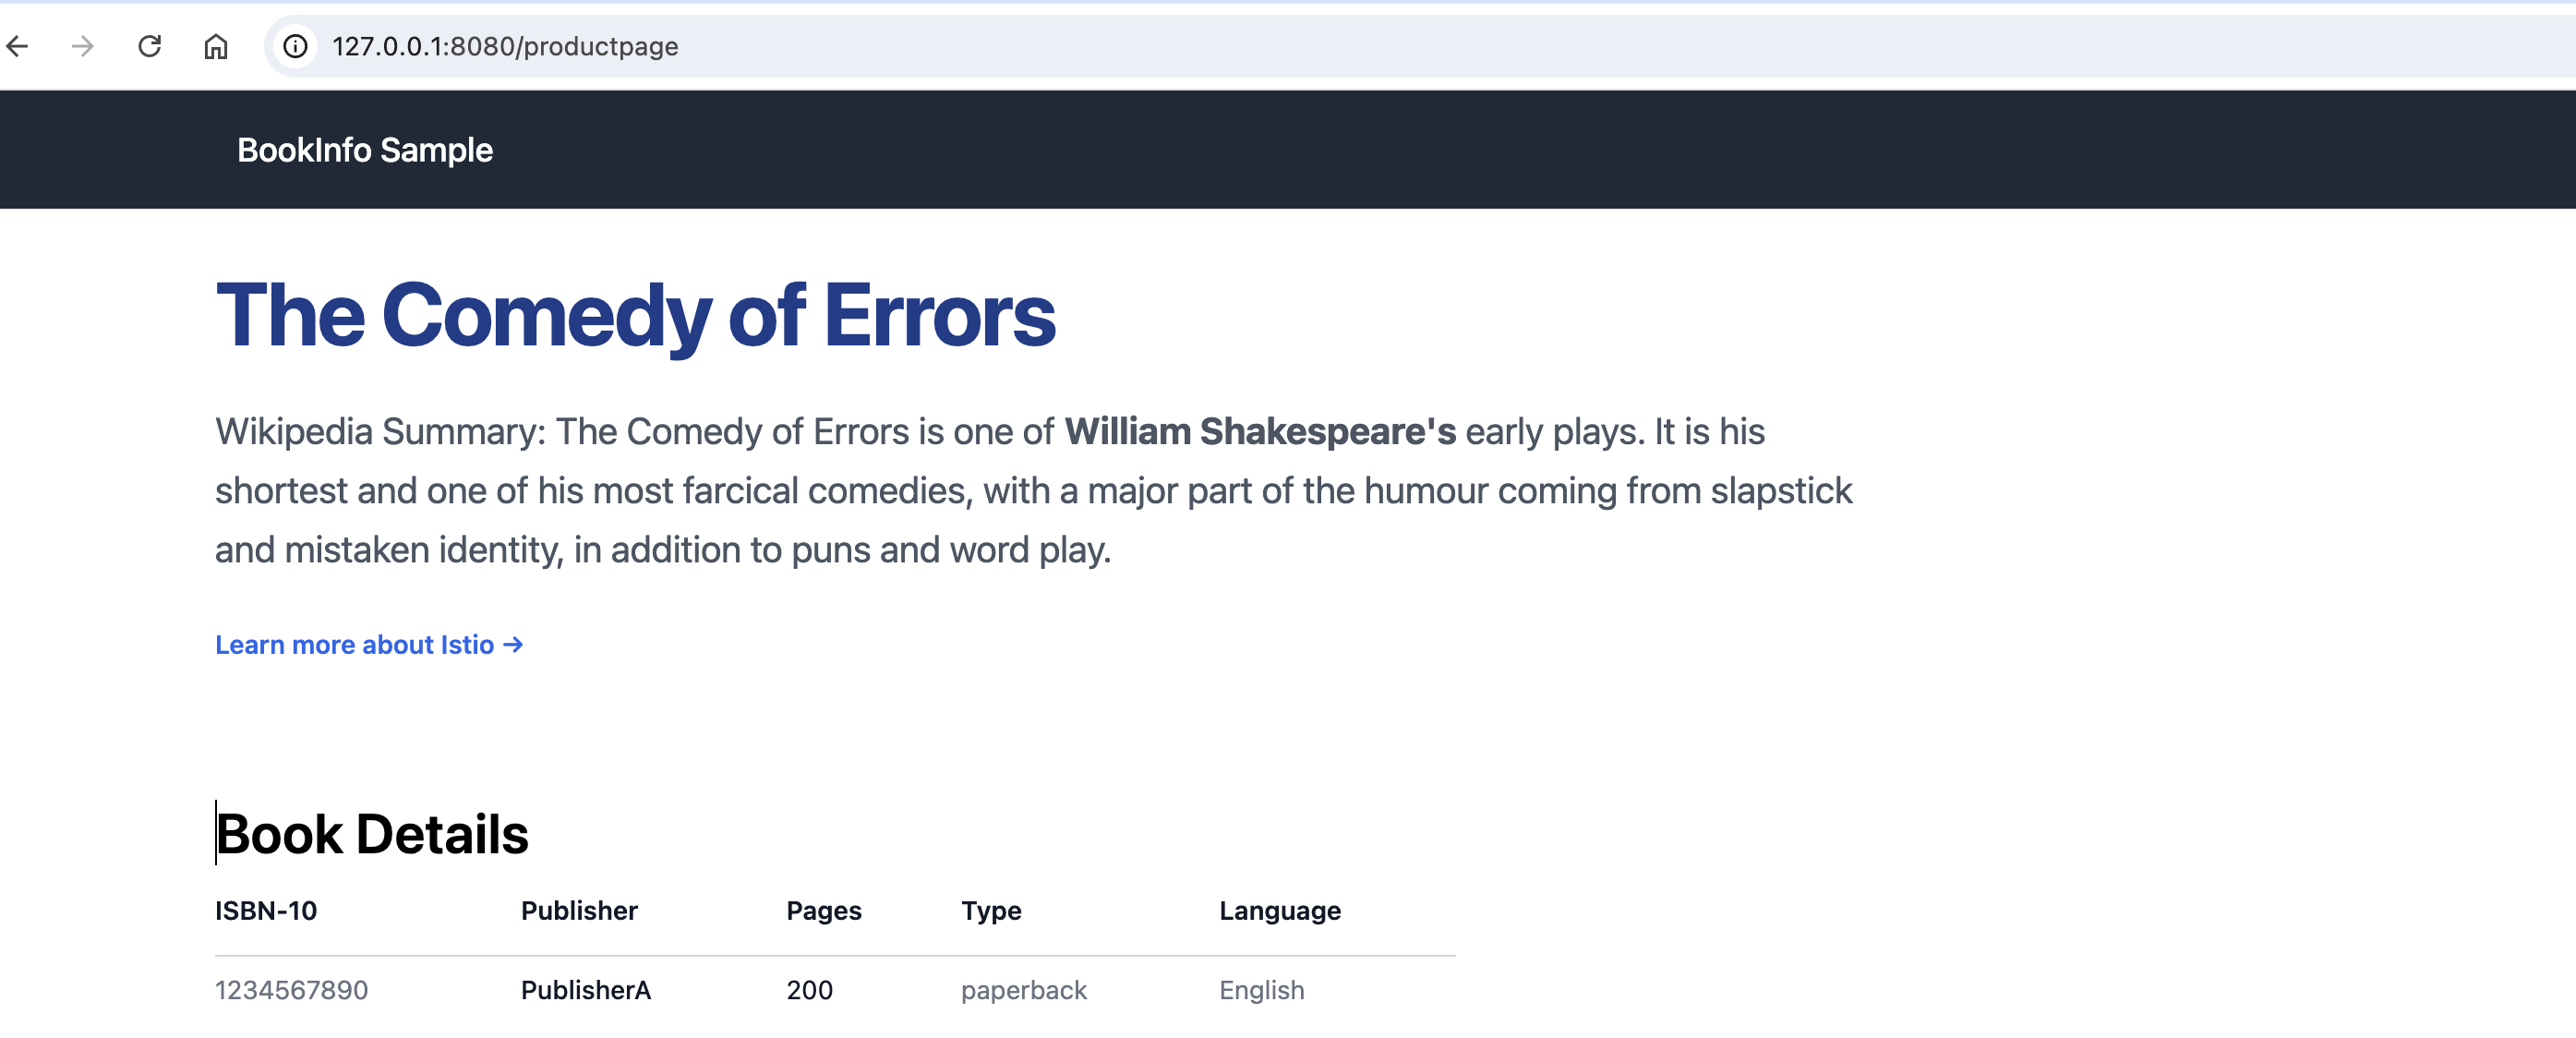 127.0.0.1:8080/productpage
BookInfo Sample
The Comedy of Errors
Wikipedia Summary: The Comedy of Errors is one of William Shakespeare's early plays. It is his
shortest and one of his most farcical comedies, with a major part of the humour coming from slapstick
and mistaken identity, in addition to puns and word play.
Learn more about Istio →
Book Details
ISBN-10 Publisher Pages Type Language
1234567890 PublisherA 200 paperback English